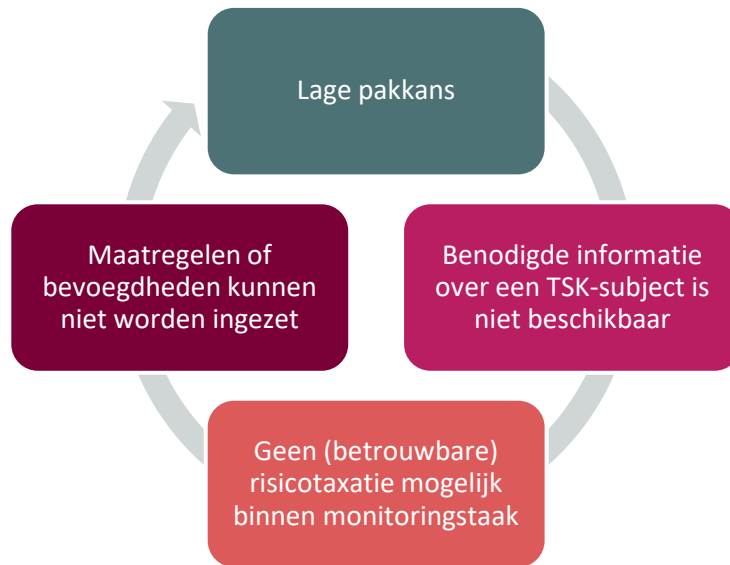 Lage pakkans
Benodigde informatie
over een TSK-subject is
niet beschikbaar
Geen (betrouwbare)
risicotaxatie mogelijk
binnen monitoringstaak
Maatregelen of
bevoegdheden kunnen
niet worden ingezet